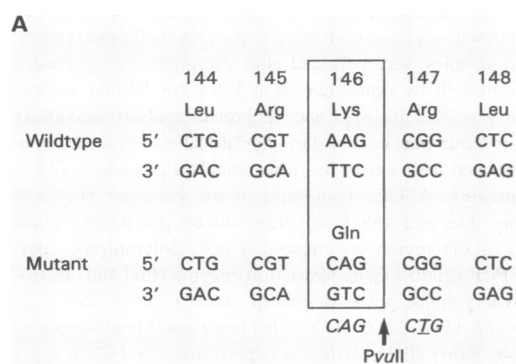 A
144 145 146 147 148
Leu Arg Lys Arg Leu
Wildtype 5' CTG CGT AAG CGG CTC
3' GAC GCA TTC GCC GAG
Gln
Mutant 5' CTG CGT CAG CGG CTC
3' GAC GCA GTC GCC GAG
CAG CTG
PvuII